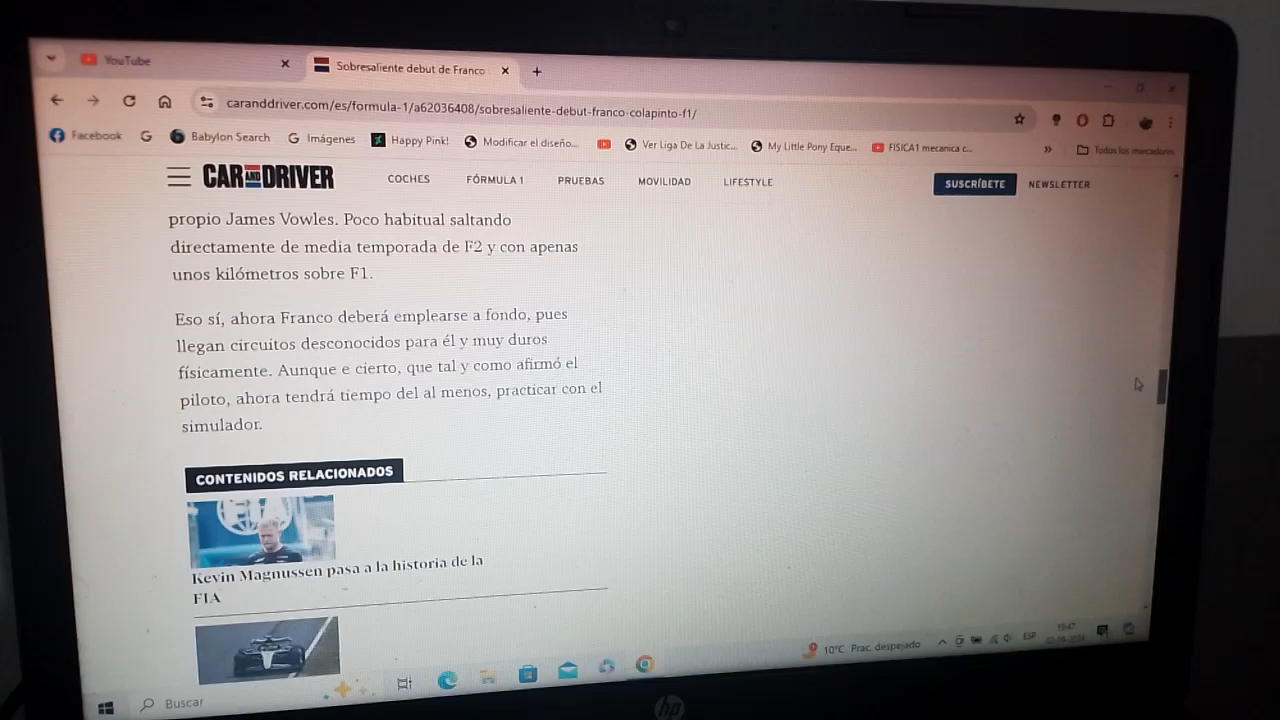 YouTube
Sobresaliente debut de Franco
caranddriver.com/es/formula-1/a62036408/sobresaliente-debut-franco-colapinto-f1/
Facebook
Babylon Search
Imágenes
Happy Pink!
Modificar el diseño...
Ver Liga De La Justic...
My Little Pony Eque...
FISICA1 mecanica c...
»
Todos los marcadores
CAR AND DRIVER
COCHES
FÓRMULA 1
PRUEBAS
MOVILIDAD
LIFESTYLE
SUSCRÍBETE
NEWSLETTER
propio James Vowles. Poco habitual saltando
directamente de media temporada de F2 y con apenas
unos kilómetros sobre F1.
Eso sí, ahora Franco deberá emplearse a fondo, pues
llegan circuitos desconocidos para él y muy duros
físicamente. Aunque e cierto, que tal y como afirmó el
piloto, ahora tendrá tiempo del al menos, practicar con el
simulador.
CONTENIDOS RELACIONADOS
FIA
Kevin Magnussen pasa a la historia de la
FIA
10°C Prac. despejado
ESP
Buscar
hp